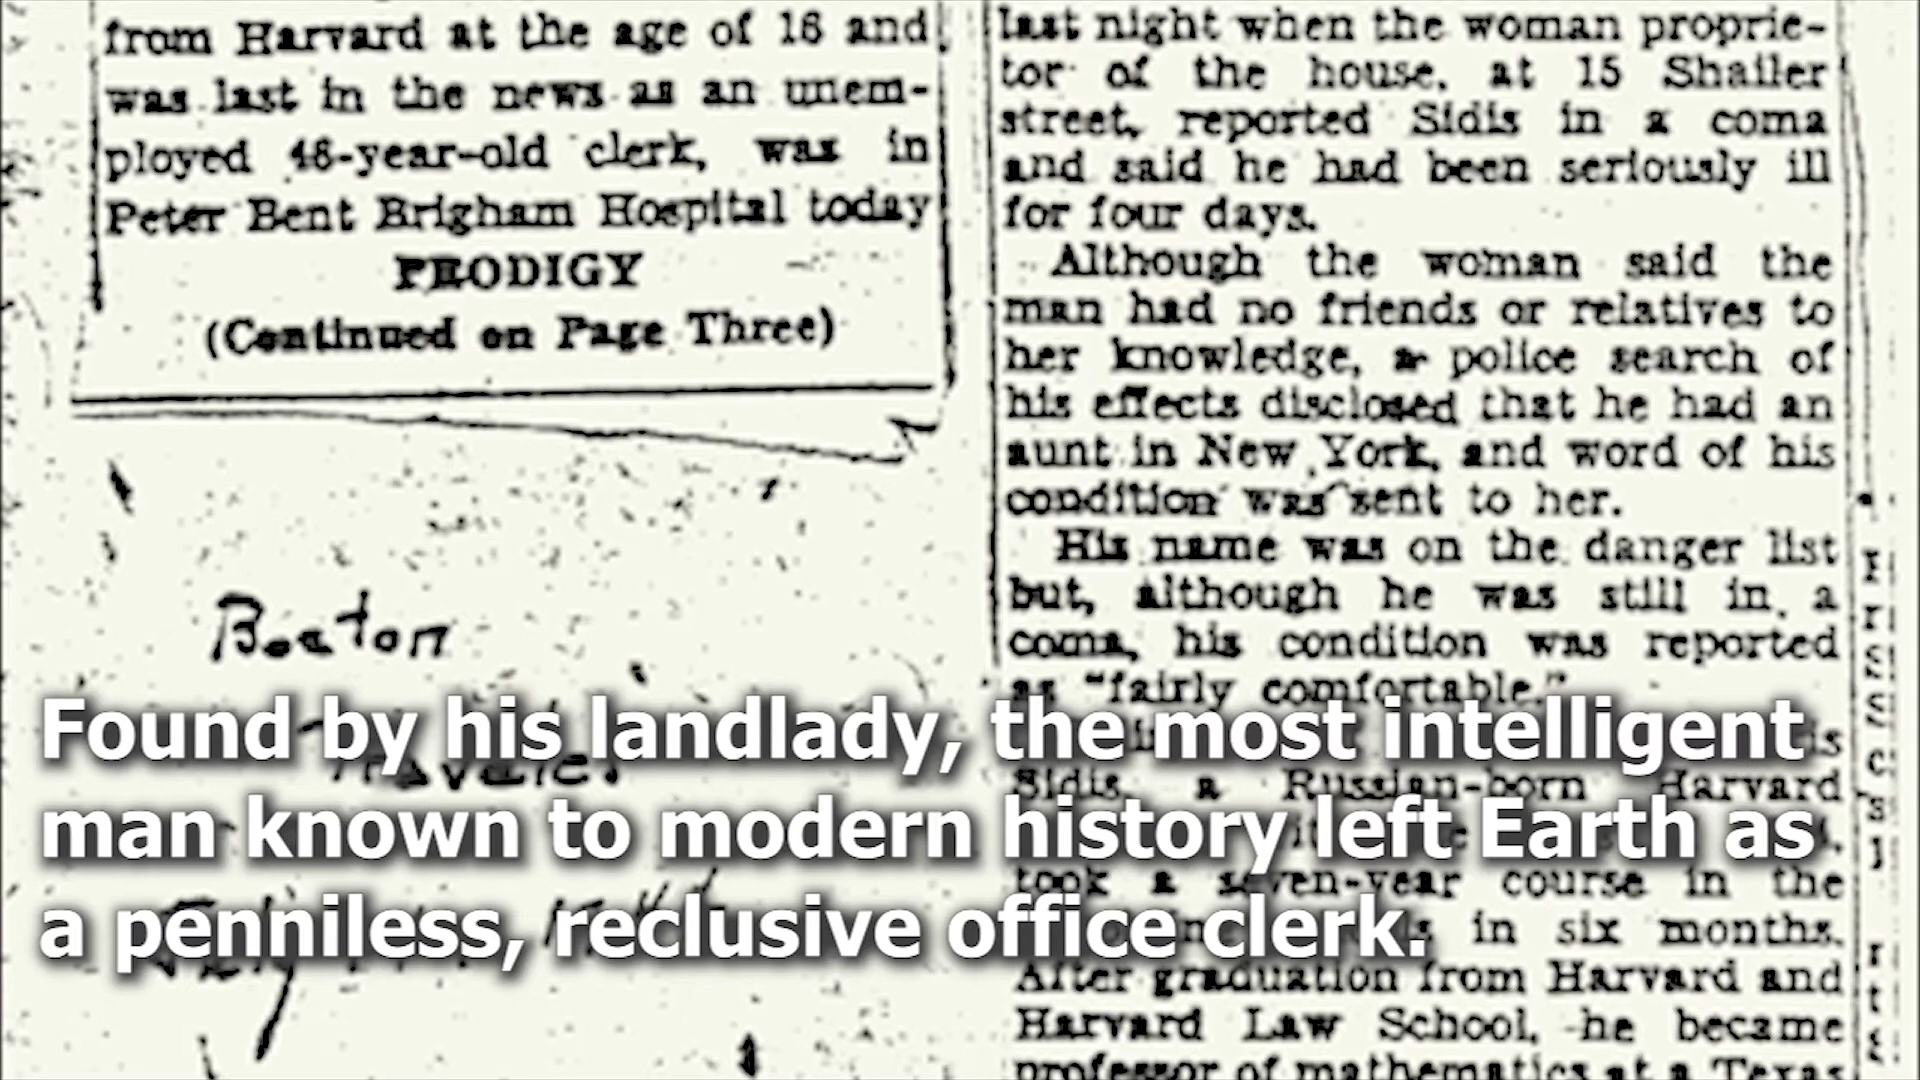 from Harvard at the age of 16 and
was last in the news as an unem-
ployed 46-year-old clerk, was in
Peter Bent Brigham Hospital today
PRODIGY
(Continued on Page Three)
Boston
Traveler
last night when the woman proprie-
tor of the house, at 15 Shailer
street, reported Sidis in a coma
and said he had been seriously ill
for four days.
Although the woman said the
man had no friends or relatives to
her knowledge, a police search of
his effects disclosed that he had an
aunt in New York, and word of his
condition was sent to her.
His name was on the danger list
but, although he was still in a
coma, his condition was reported
as "fairly comfortable."
Sidis, a Russian-born Harvard
took a seven-year course in the
in six months.
After graduation from Harvard and
Harvard Law School, he became
professor of mathematics at a Texas
Found by his landlady, the most intelligent
man known to modern history left Earth as
a penniless, reclusive office clerk.